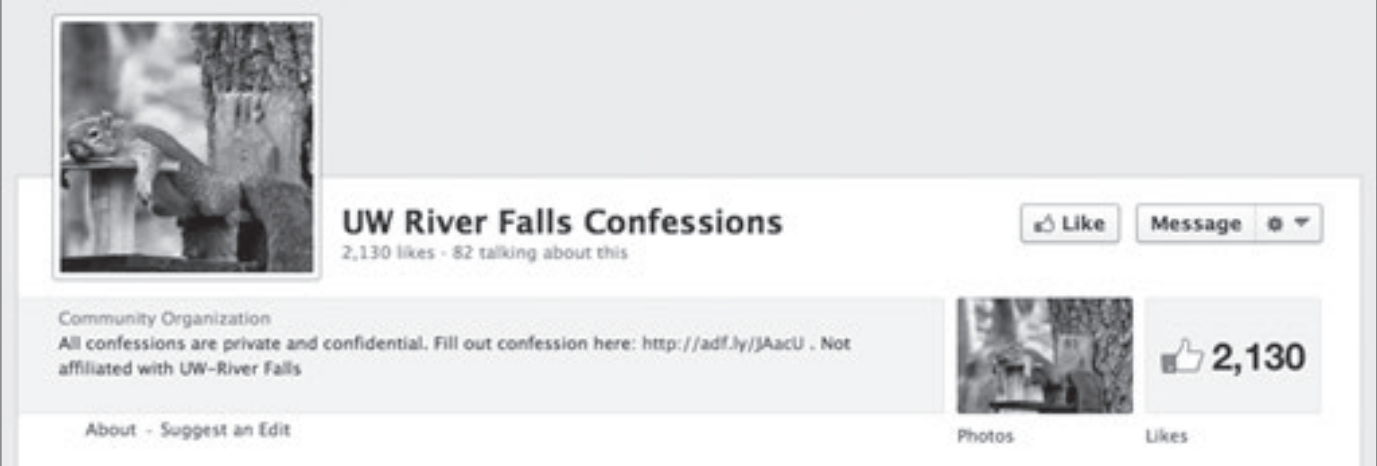 UW River Falls Confessions
2,130 likes · 82 talking about this
Like
Message
Community Organization
All confessions are private and confidential. Fill out confession here: http://adf.ly/JAacU . Not
affiliated with UW-River Falls
About - Suggest an Edit
2,130
Photos
Likes